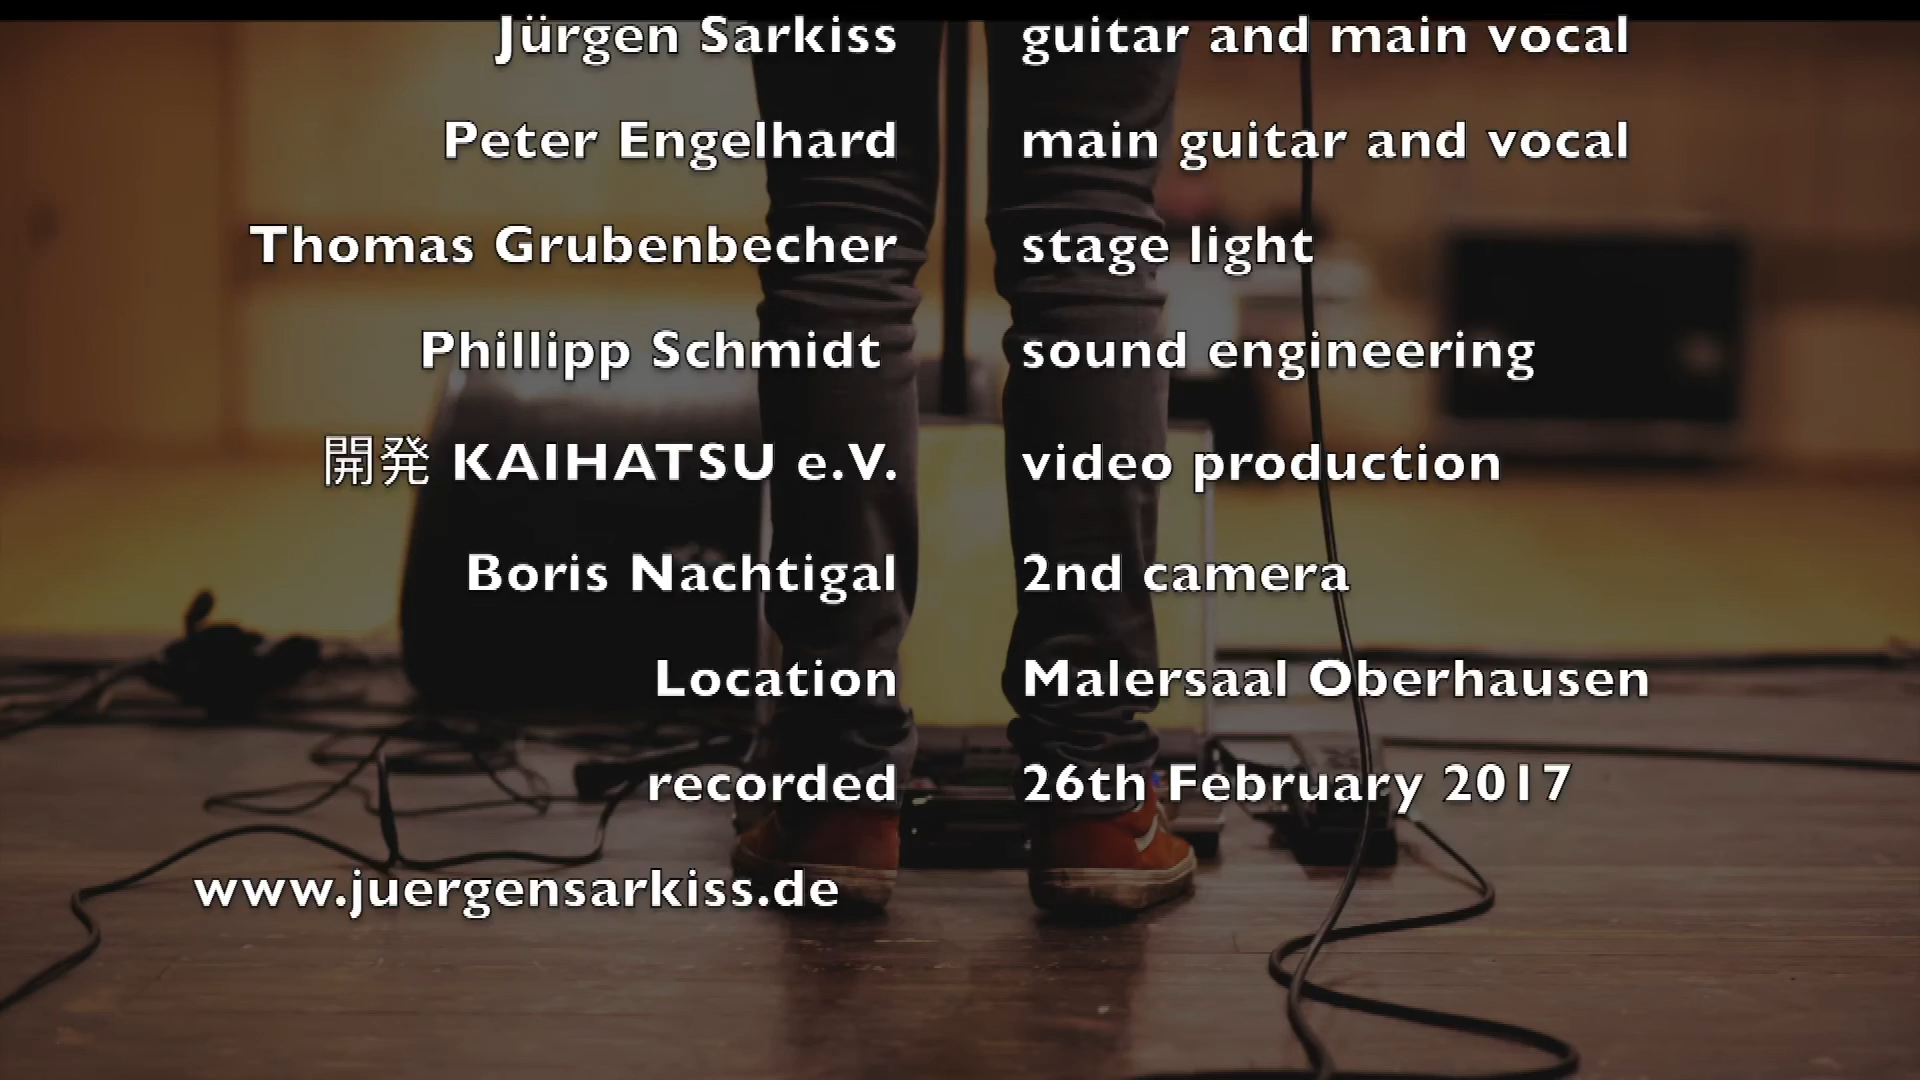 Jürgen Sarkiss guitar and main vocal
Peter Engelhard main guitar and vocal
Thomas Grubenbecher stage light
Phillipp Schmidt sound engineering
開発 KAIHATSU e.V. video production
Boris Nachtigal 2nd camera
Location Malersaal Oberhausen
recorded 26th February 2017
www.juergensarkiss.de